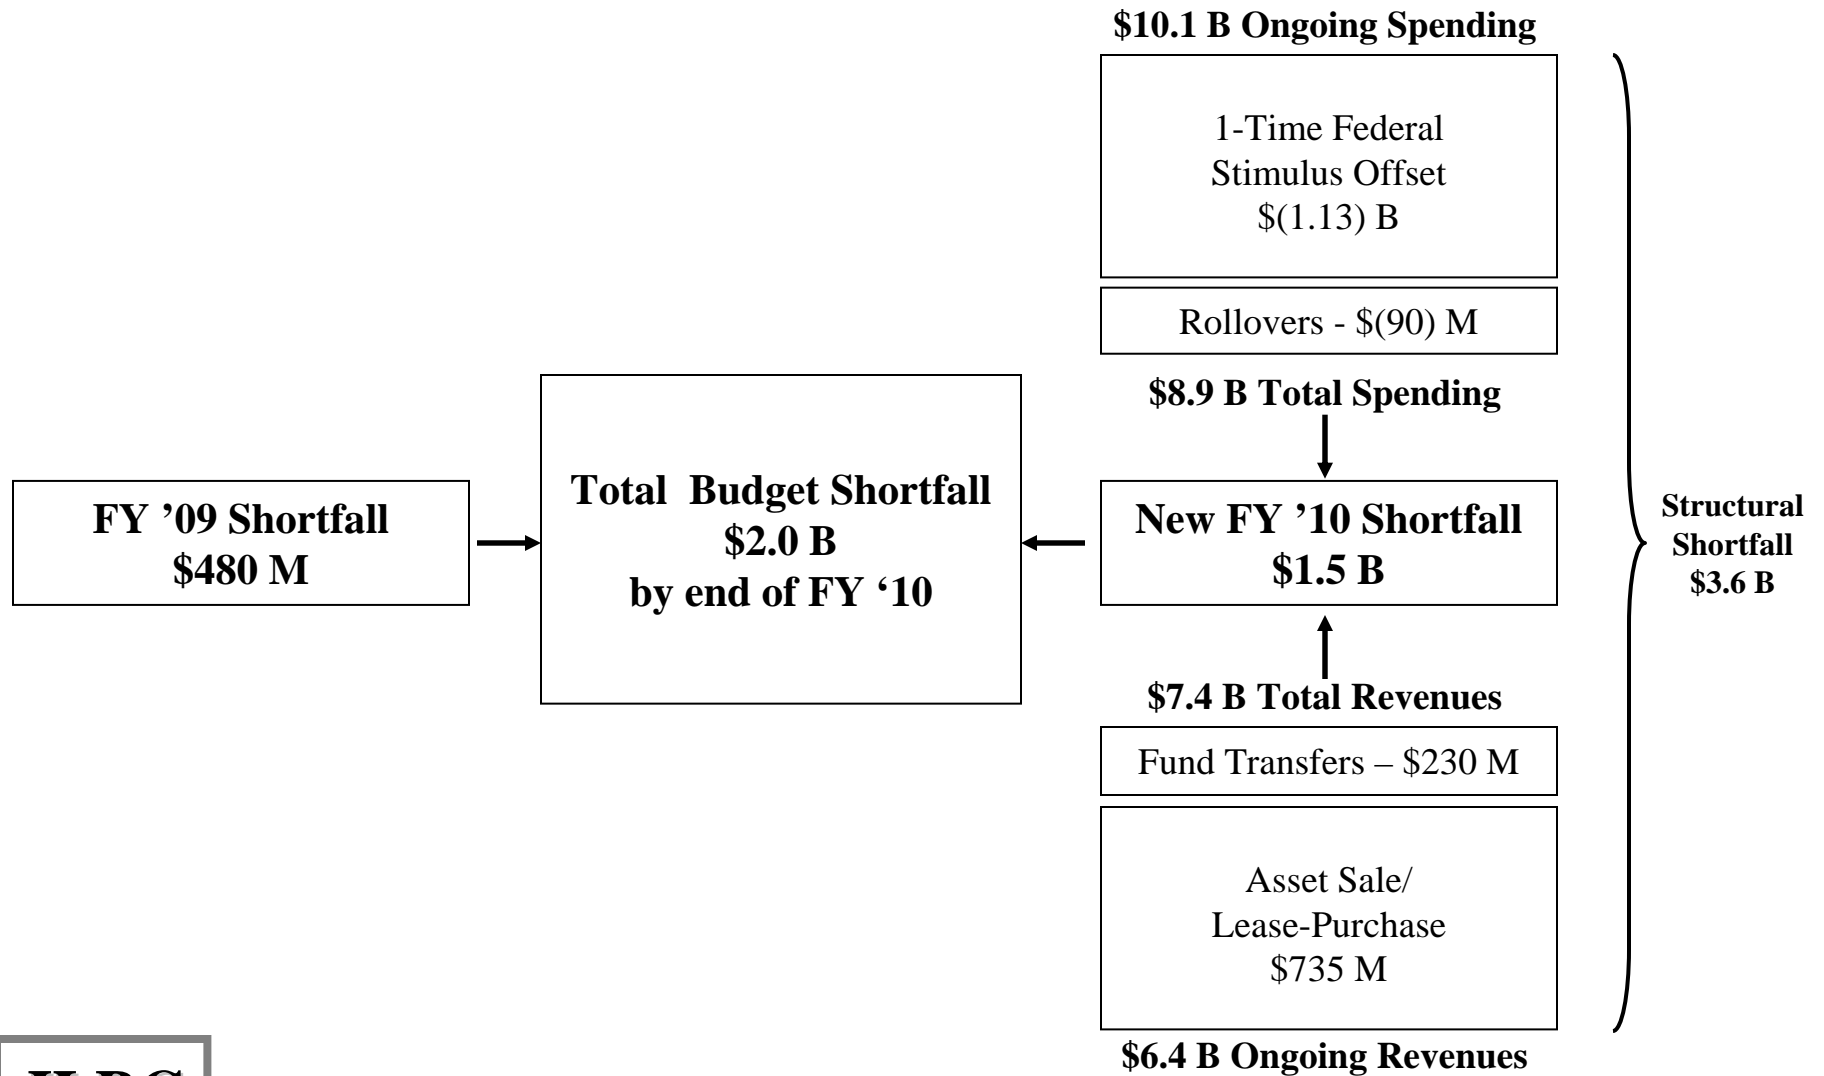 $10.1 B Ongoing Spending
1-Time Federal
Stimulus Offset
$(1.13) B
Rollovers - $(90) M
$8.9 B Total Spending
FY ’09 Shortfall
$480 M
Total  Budget Shortfall
$2.0 B
by end of FY ‘10
New FY ’10 Shortfall
$1.5 B
Structural
Shortfall
$3.6 B
$7.4 B Total Revenues
Fund Transfers – $230 M
Asset Sale/
Lease-Purchase
$735 M
$6.4 B Ongoing Revenues